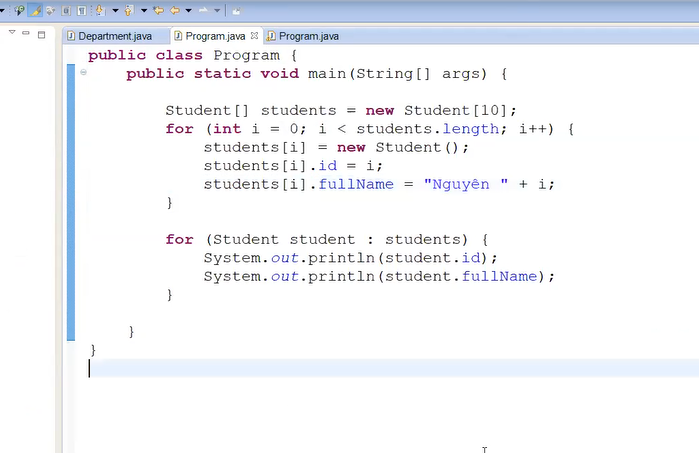 Department.java
Program.java
Program.java
public class Program {
public static void main(String[] args) {
Student[] students = new Student[10];
for (int i = 0; i < students.length; i++) {
students[i] = new Student();
students[i].id = i;
students[i].fullName = "Nguyên " + i;
}
for (Student student : students) {
System.out.println(student.id);
System.out.println(student.fullName);
}
}
}